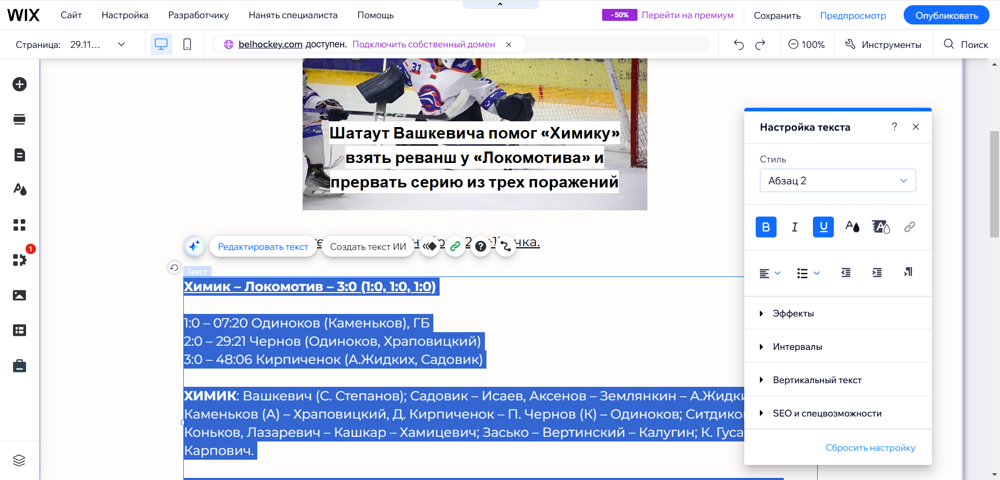 WIX
Сайт
Настройка
Разработчику
Нанять специалиста
Помощь
- 50%
Перейти на премиум
Сохранить
Предпросмотр
Опубликовать
Страница: 29.11...
belhockey.com доступен. Подключить собственный домен
100%
Инструменты
Поиск
31
Шатаут Вашкевича помог «Химику»
взять реванш у «Локомотива» и
прервать серию из трех поражений
1
Редактировать текст
Создать текст ИИ
чка.
Текст
Химик – Локомотив – 3:0 (1:0, 1:0, 1:0)
1:0 – 07:20 Одиноков (Каменьков), ГБ
2:0 – 29:21 Чернов (Одиноков, Храповицкий)
3:0 – 48:06 Кирпиченок (А.Жидких, Садовик)
ХИМИК: Вашкевич (С. Степанов); Садовик – Исаев, Аксенов – Землянкин – А.Жидки
Каменьков (А) – Храповицкий, Д. Кирпиченок – П. Чернов (К) – Одиноков; Ситдико
Коньков, Лазаревич – Кашкар – Хамицевич; Засько – Вертинский – Калугин; К. Гуса
Карпович.
Настройка текста
?
Стиль
Абзац 2
B
I
U
Эффекты
Интервалы
Вертикальный текст
SEO и спецвозможности
Сбросить настройку